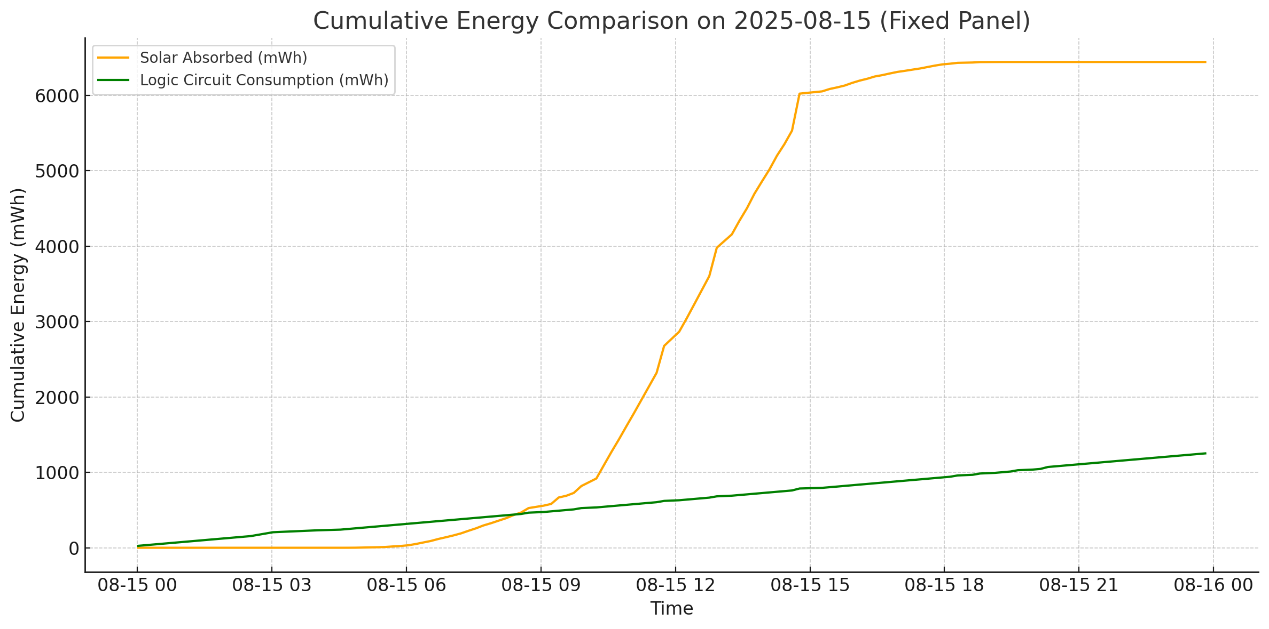 Cumulative Energy Comparison on 2025-08-15 (Fixed Panel)
Solar Absorbed (mWh)
Logic Circuit Consumption (mWh)
Cumulative Energy (mWh)
6000
5000
4000
3000
2000
1000
0
08-15 00 08-15 03 08-15 06 08-15 09 08-15 12 08-15 15 08-15 18 08-15 21 08-16 00
Time